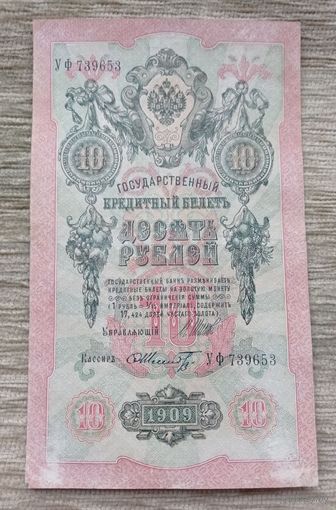 УФ 739653
10 10
ГОСУДАРСТВЕННЫЙ
КРЕДИТНЫЙ БИЛЕТЪ
ДЕСЯТЬ
РУБЛЕЙ
ГОСУДАРСТВЕННЫЙ БАНКЪ РАЗМѢНИВАЕТЪ
КРЕДИТНЫЕ БИЛЕТЫ НА ЗОЛОТУЮ МОНЕТУ
БЕЗЪ ОГРАНИЧЕНІЯ СУММЫ
(1 РУБЛЬ = 1/15 ИМПЕРІАЛА, СОДЕРЖИТЪ
17,424 ДОЛЕЙ ЧИСТАГО ЗОЛОТА)
10
УПРАВЛЯЮЩІЙ
Кассиръ УФ 739653
10 1909 10